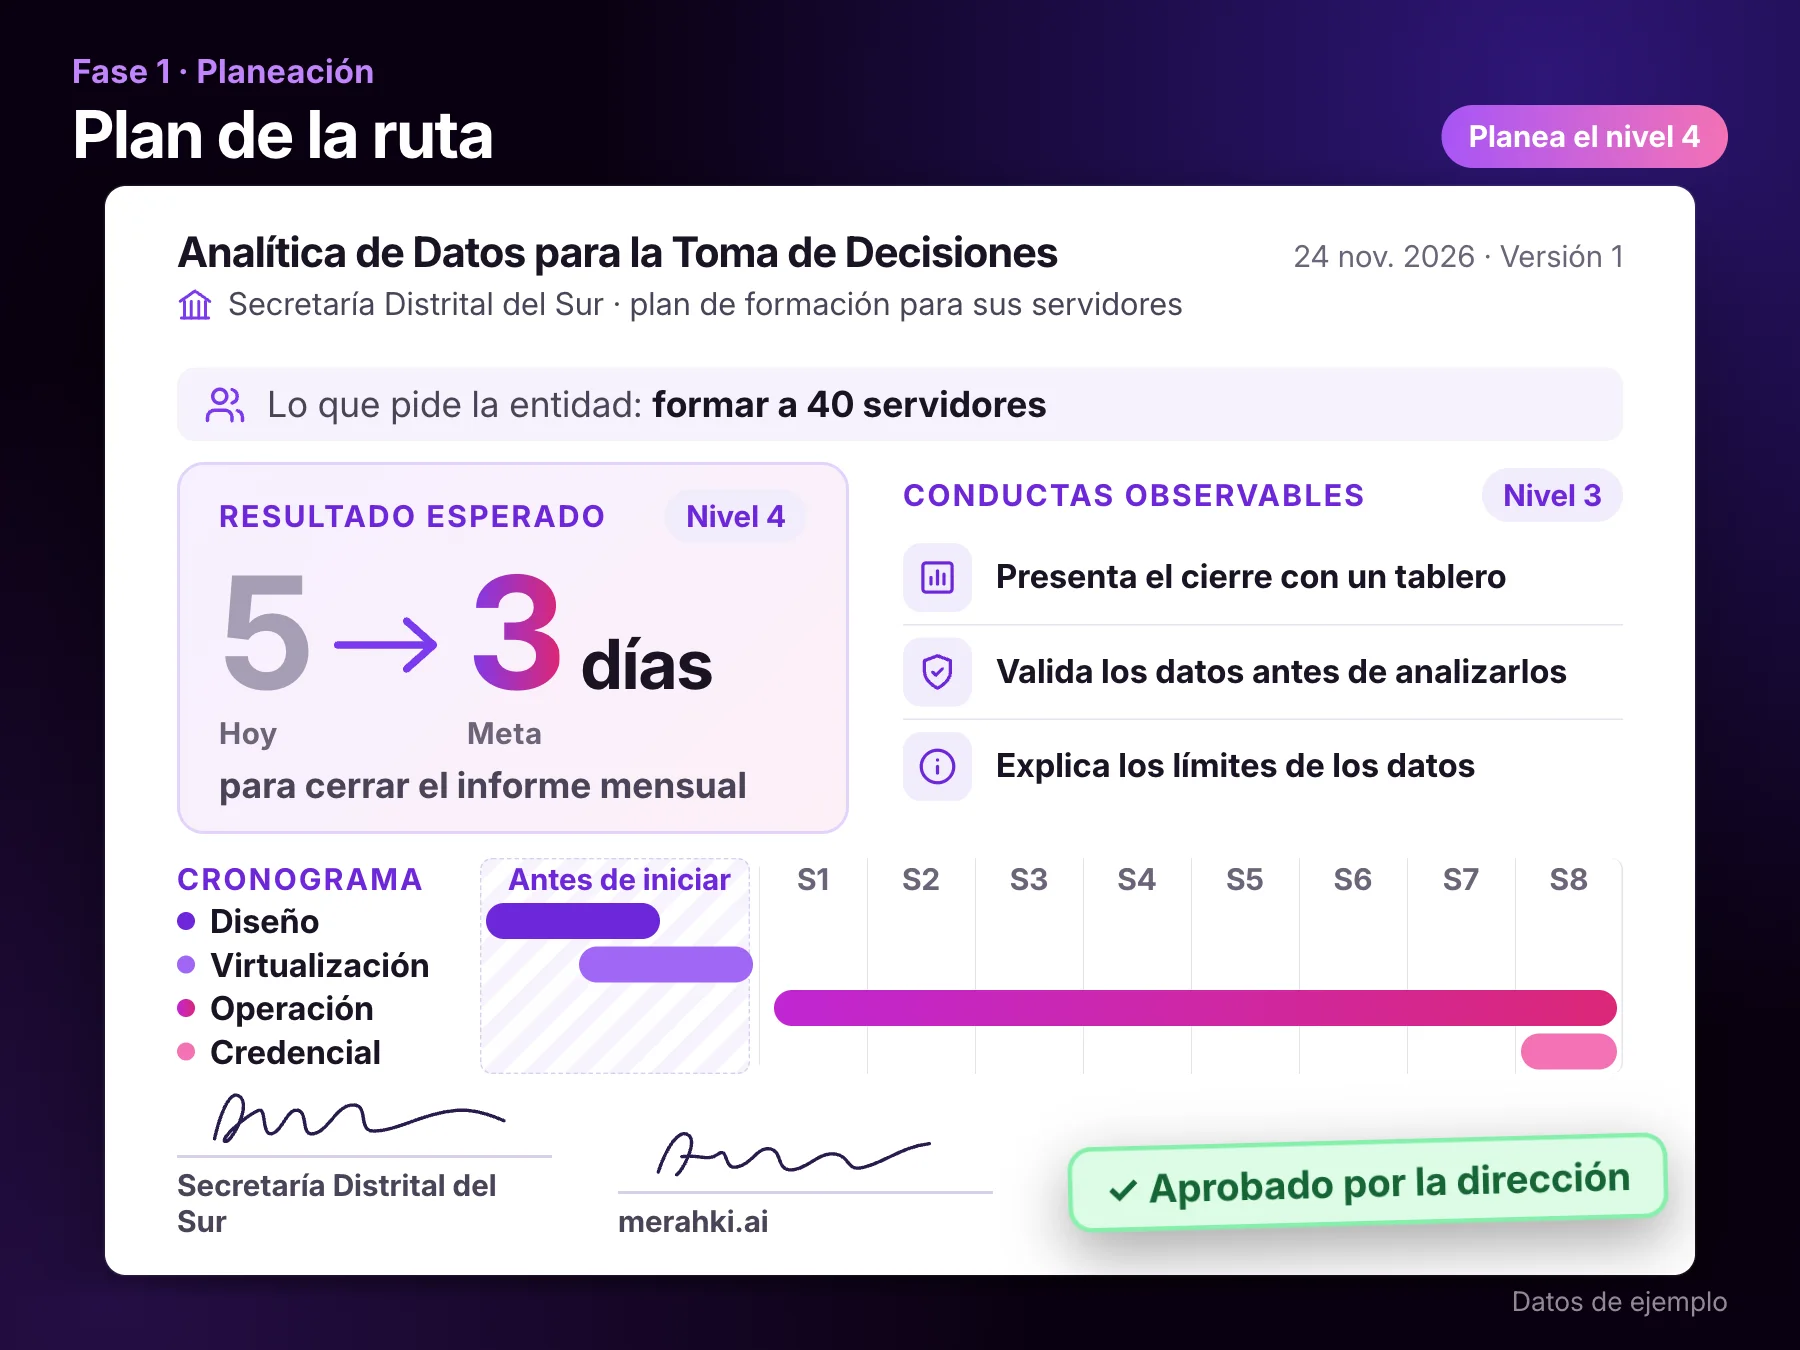 Fase 1 · Planeación
Plan de la ruta
Planea el nivel 4
Analítica de Datos para la Toma de Decisiones
24 nov. 2026 · Versión 1
Secretaría Distrital del Sur · plan de formación para sus servidores
Lo que pide la entidad: formar a 40 servidores
RESULTADO ESPERADO
Nivel 4
5 → 3 días
Hoy
Meta
para cerrar el informe mensual
CONDUCTAS OBSERVABLES
Nivel 3
Presenta el cierre con un tablero
Valida los datos antes de analizarlos
Explica los límites de los datos
CRONOGRAMA
Antes de iniciar
S1 S2 S3 S4 S5 S6 S7 S8
Diseño
Virtualización
Operación
Credencial
Secretaría Distrital del
Sur
merahki.ai
✓ Aprobado por la dirección
Datos de ejemplo